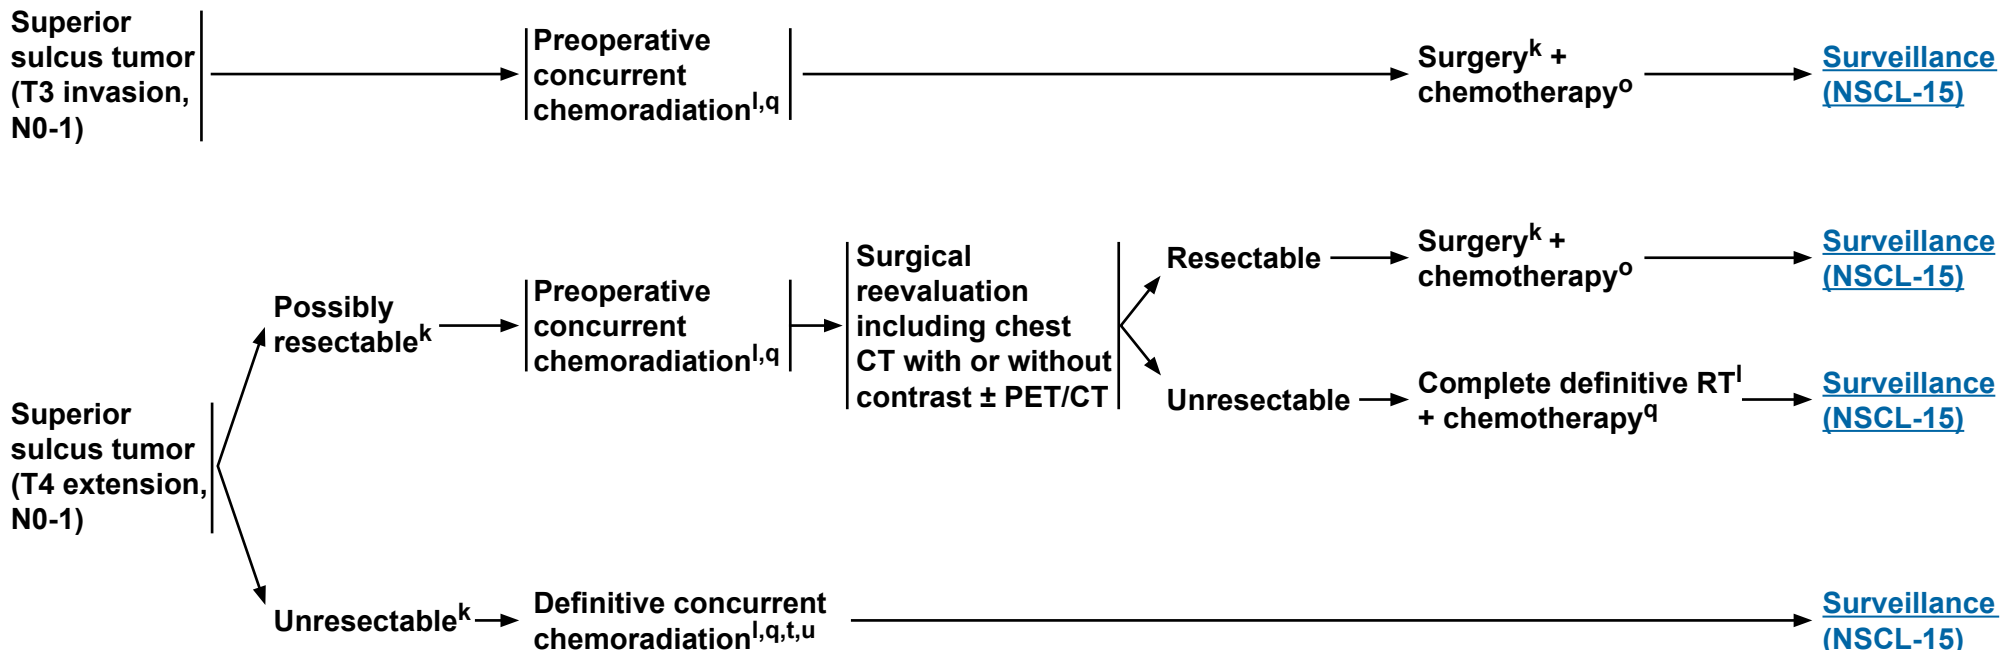 Superior
sulcus tumor
(T3 invasion,
N0-1)
Preoperative
concurrent
chemoradiationl,q
Surgeryk +
chemotherapyo
Surveillance
(NSCL-15)
Superior
sulcus tumor
(T4 extension,
N0-1)
Possibly
resectablek
Preoperative
concurrent
chemoradiationl,q
Surgical
reevaluation
including chest
CT with or without
contrast ± PET/CT
Resectable
Surgeryk +
chemotherapyo
Surveillance
(NSCL-15)
Unresectable
Complete definitive RTl
+ chemotherapyq
Surveillance
(NSCL-15)
Unresectablek
Definitive concurrent
chemoradiationl,q,t,u
Surveillance
(NSCL-15)